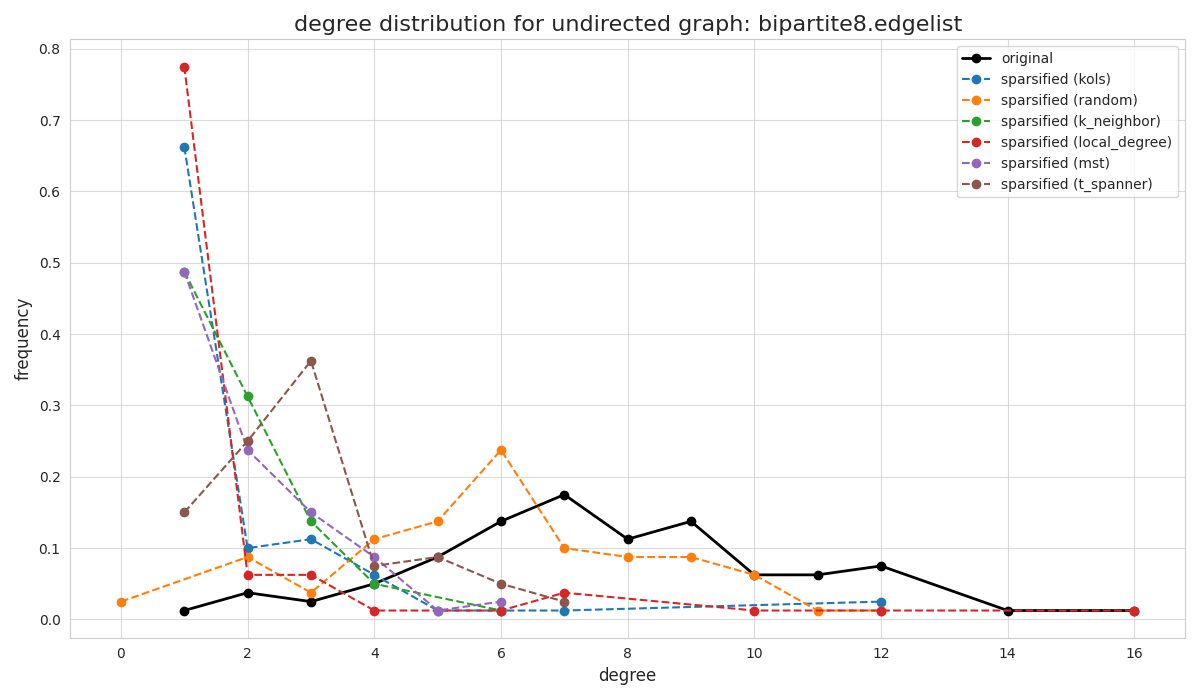 degree distribution for undirected graph: bipartite8.edgelist
original
sparsified (kols)
sparsified (random)
sparsified (k_neighbor)
sparsified (local_degree)
sparsified (mst)
sparsified (t_spanner)
frequency
0.8
0.7
0.6
0.5
0.4
0.3
0.2
0.1
0.0
0 2 4 6 8 10 12 14 16
degree